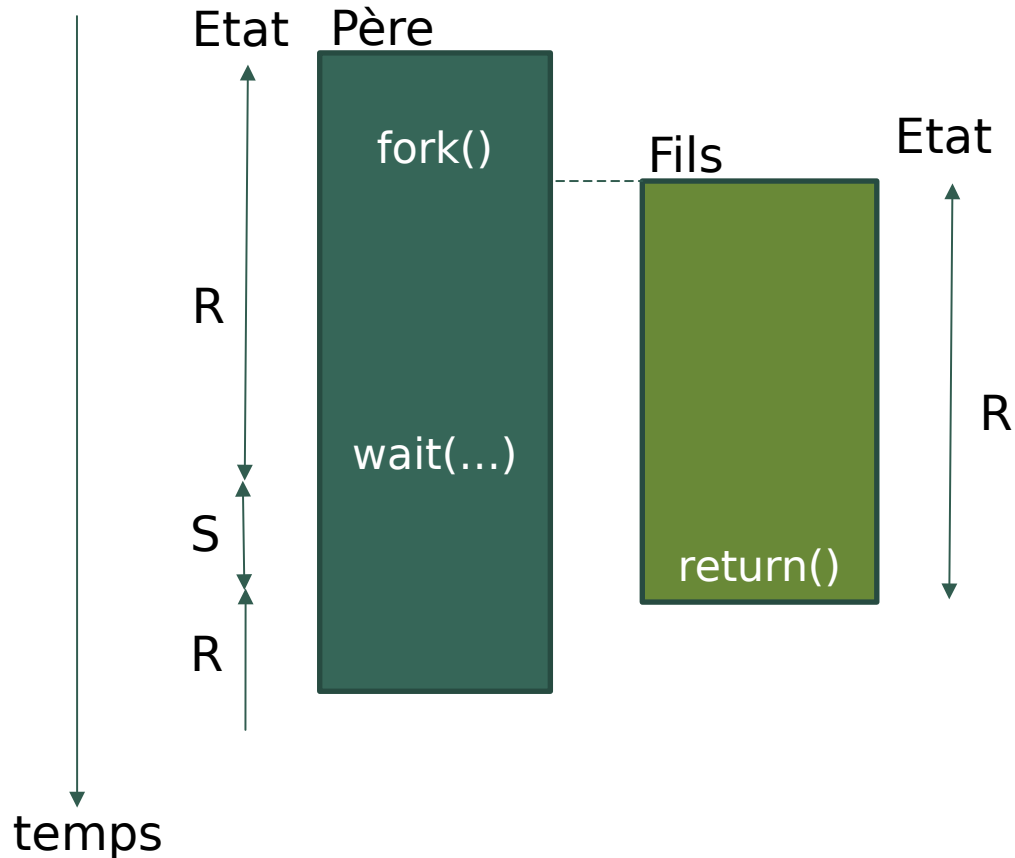 Etat
Père
fork()
Fils
Etat
R
R
wait(...)
S
return()
R
temps